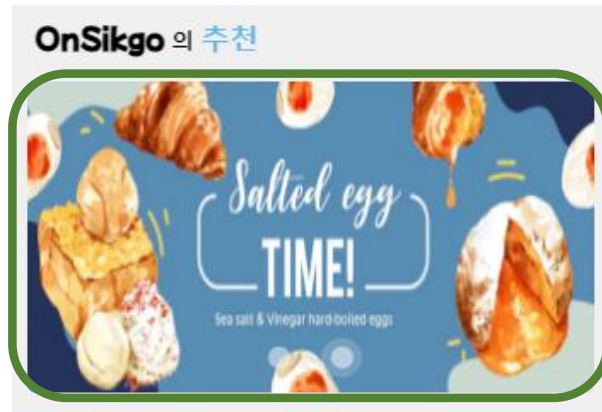 OnSikgo 의 추천
Salted egg
TIME!
Sea salt & Vinegar hard-boiled eggs